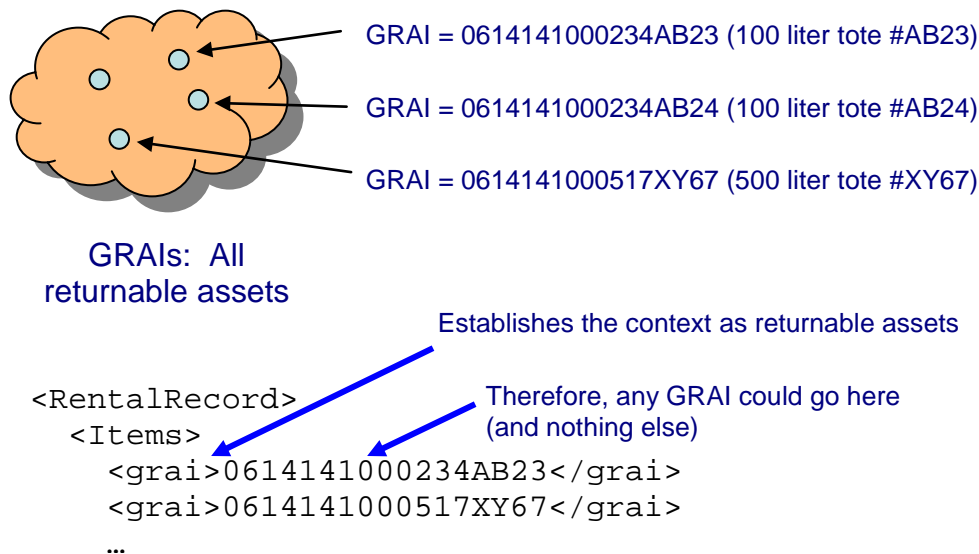 GRAI = 0614141000234AB23 (100 liter tote #AB23)
GRAI = 0614141000234AB24 (100 liter tote #AB24)
GRAI = 0614141000517XY67 (500 liter tote #XY67)
GRAIs:  All
returnable assets
Establishes the context as returnable assets
Therefore, any GRAI could go here
(and nothing else)
<RentalRecord>
  <Items>
    <grai>0614141000234AB23</grai>
    <grai>0614141000517XY67</grai>
    …